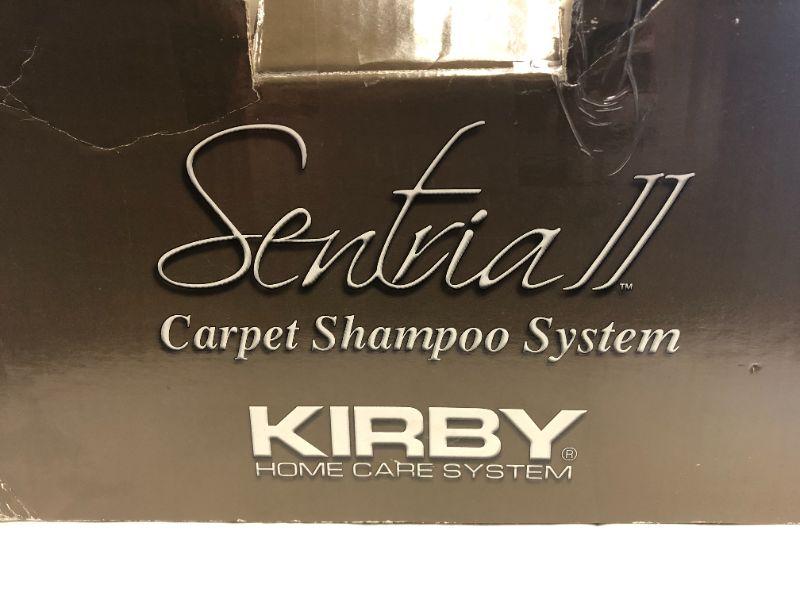 Sentria II™
Carpet Shampoo System
KIRBY®
HOME CARE SYSTEM